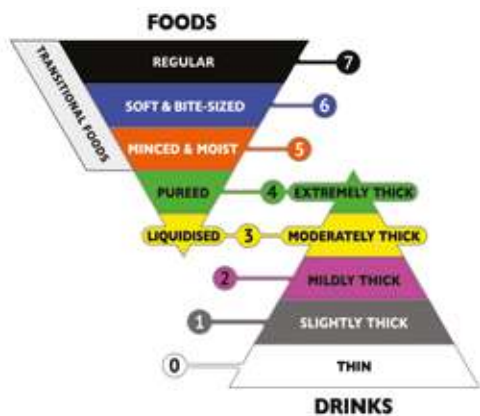 FOODS
TRANSITIONAL FOODS
REGULAR
7
SOFT & BITE-SIZED
6
MINCED & MOIST
5
PUREED
4
EXTREMELY THICK
LIQUIDISED
3
MODERATELY THICK
2
MILDLY THICK
1
SLIGHTLY THICK
0
THIN
DRINKS